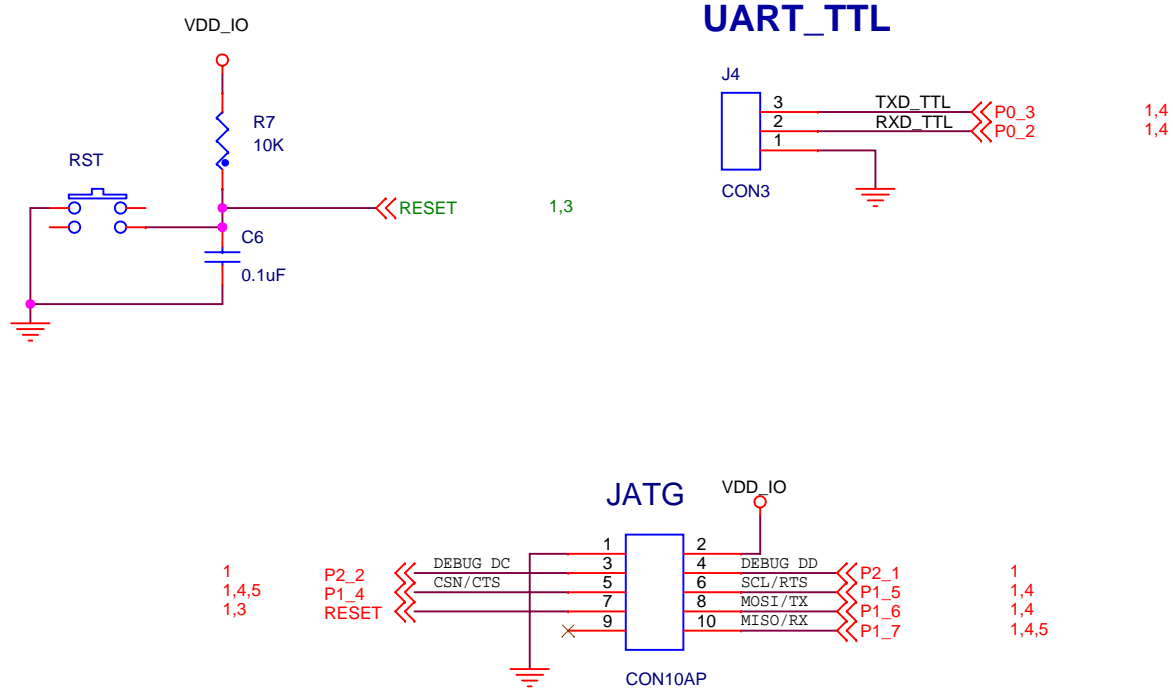 UART_TTL
VDD_IO
J4
R7
10K
3 TXD_TTL P0_3 1,4
2 RXD_TTL P0_2 1,4
1
RST
CON3
RESET 1,3
C6
0.1uF
JATG VDD_IO
1 2
1 P2_2 DEBUG DC 3 4 DEBUG DD P2_1 1
1,4,5 P1_4 CSN/CTS 5 6 SCL/RTS P1_5 1,4
1,3 RESET 7 8 MOSI/TX P1_6 1,4
9 10 MISO/RX P1_7 1,4,5
CON10AP